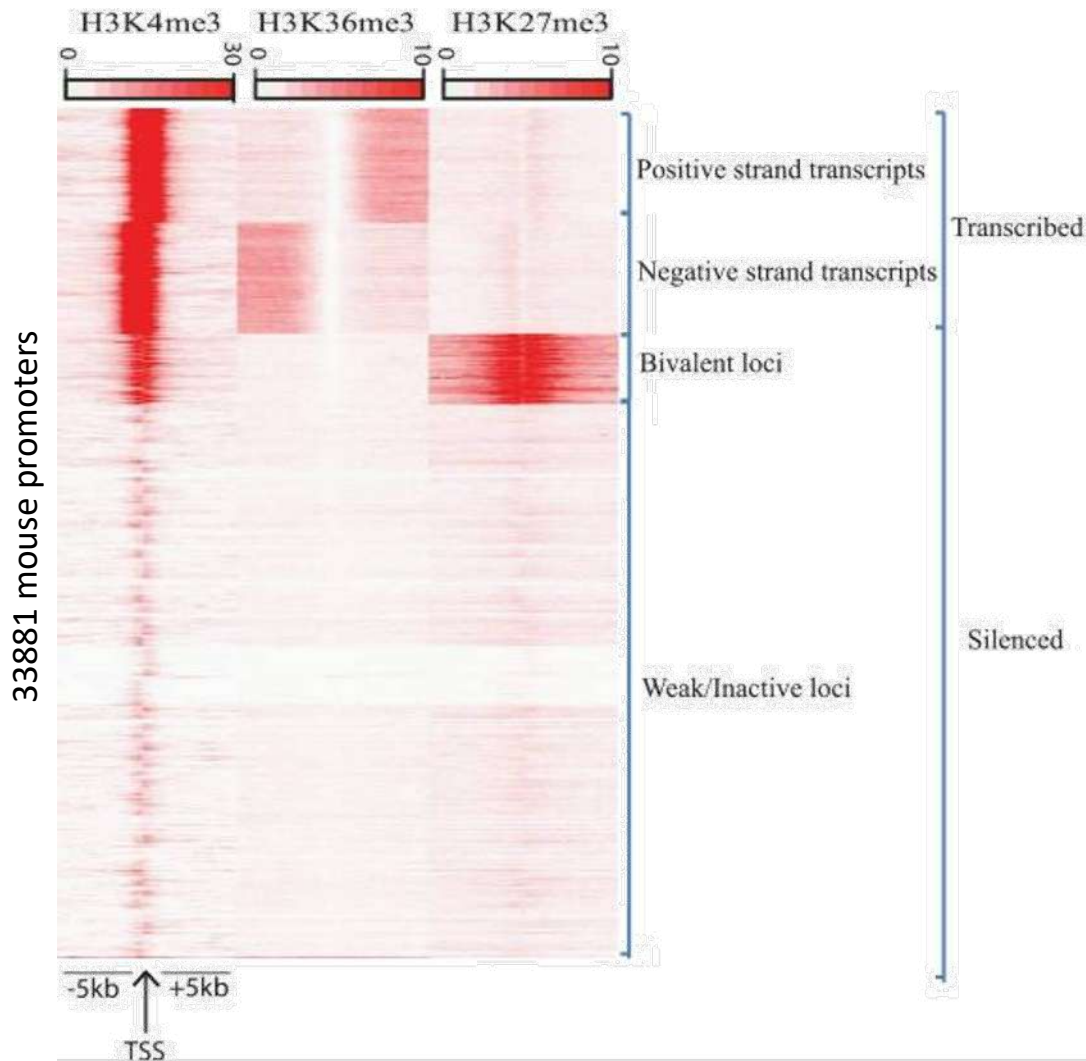 H3K4me3 H3K36me3 H3K27me3
0 30 0 10 0 10
Positive strand transcripts
Transcribed
Negative strand transcripts
Bivalent loci
33881 mouse promoters
Silenced
Weak/Inactive loci
-5kb +5kb
TSS